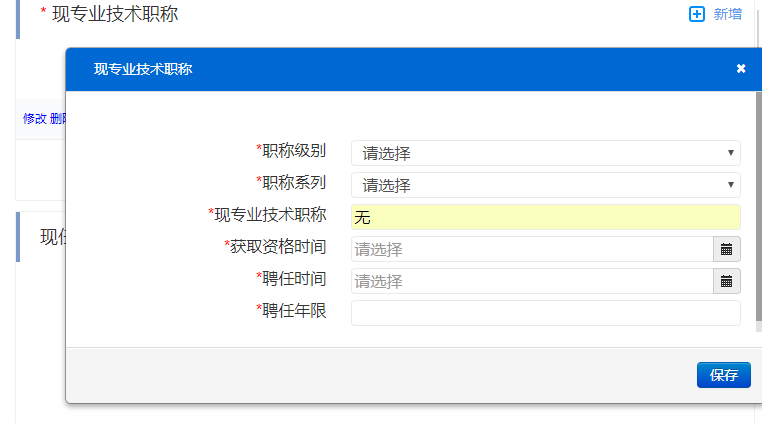 * 现专业技术职称
新增
现专业技术职称
修改 删
*职称级别
请选择
*职称系列
请选择
*现专业技术职称
无
*获取资格时间
请选择
*聘任时间
请选择
*聘任年限
现
保存